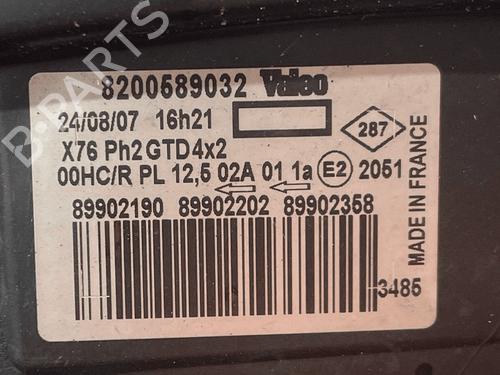 B-PARTS
8200589032 Valeo
24/08/07 16h21
287
X76 Ph2 GTD4x2
00HC/R PL 12,5 02A 01 1a E2 2051
89902190 89902202 89902358
3485
MADE IN FRANCE